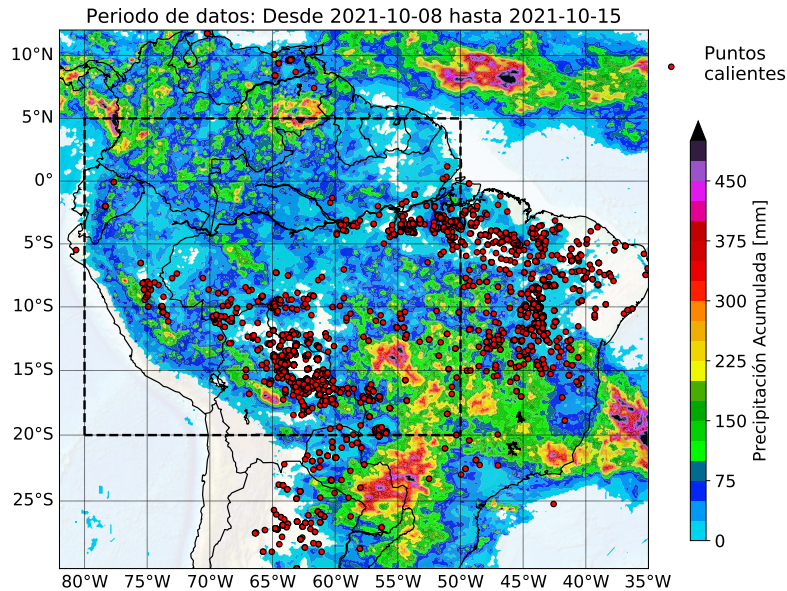 Periodo de datos: Desde 2021-10-08 hasta 2021-10-15
Puntos
calientes
10°N
5°N
0°
5°S
10°S
15°S
20°S
25°S
80°W 75°W 70°W 65°W 60°W 55°W 50°W 45°W 40°W 35°W
450
375
300
225
150
75
0
Precipitación Acumulada [mm]